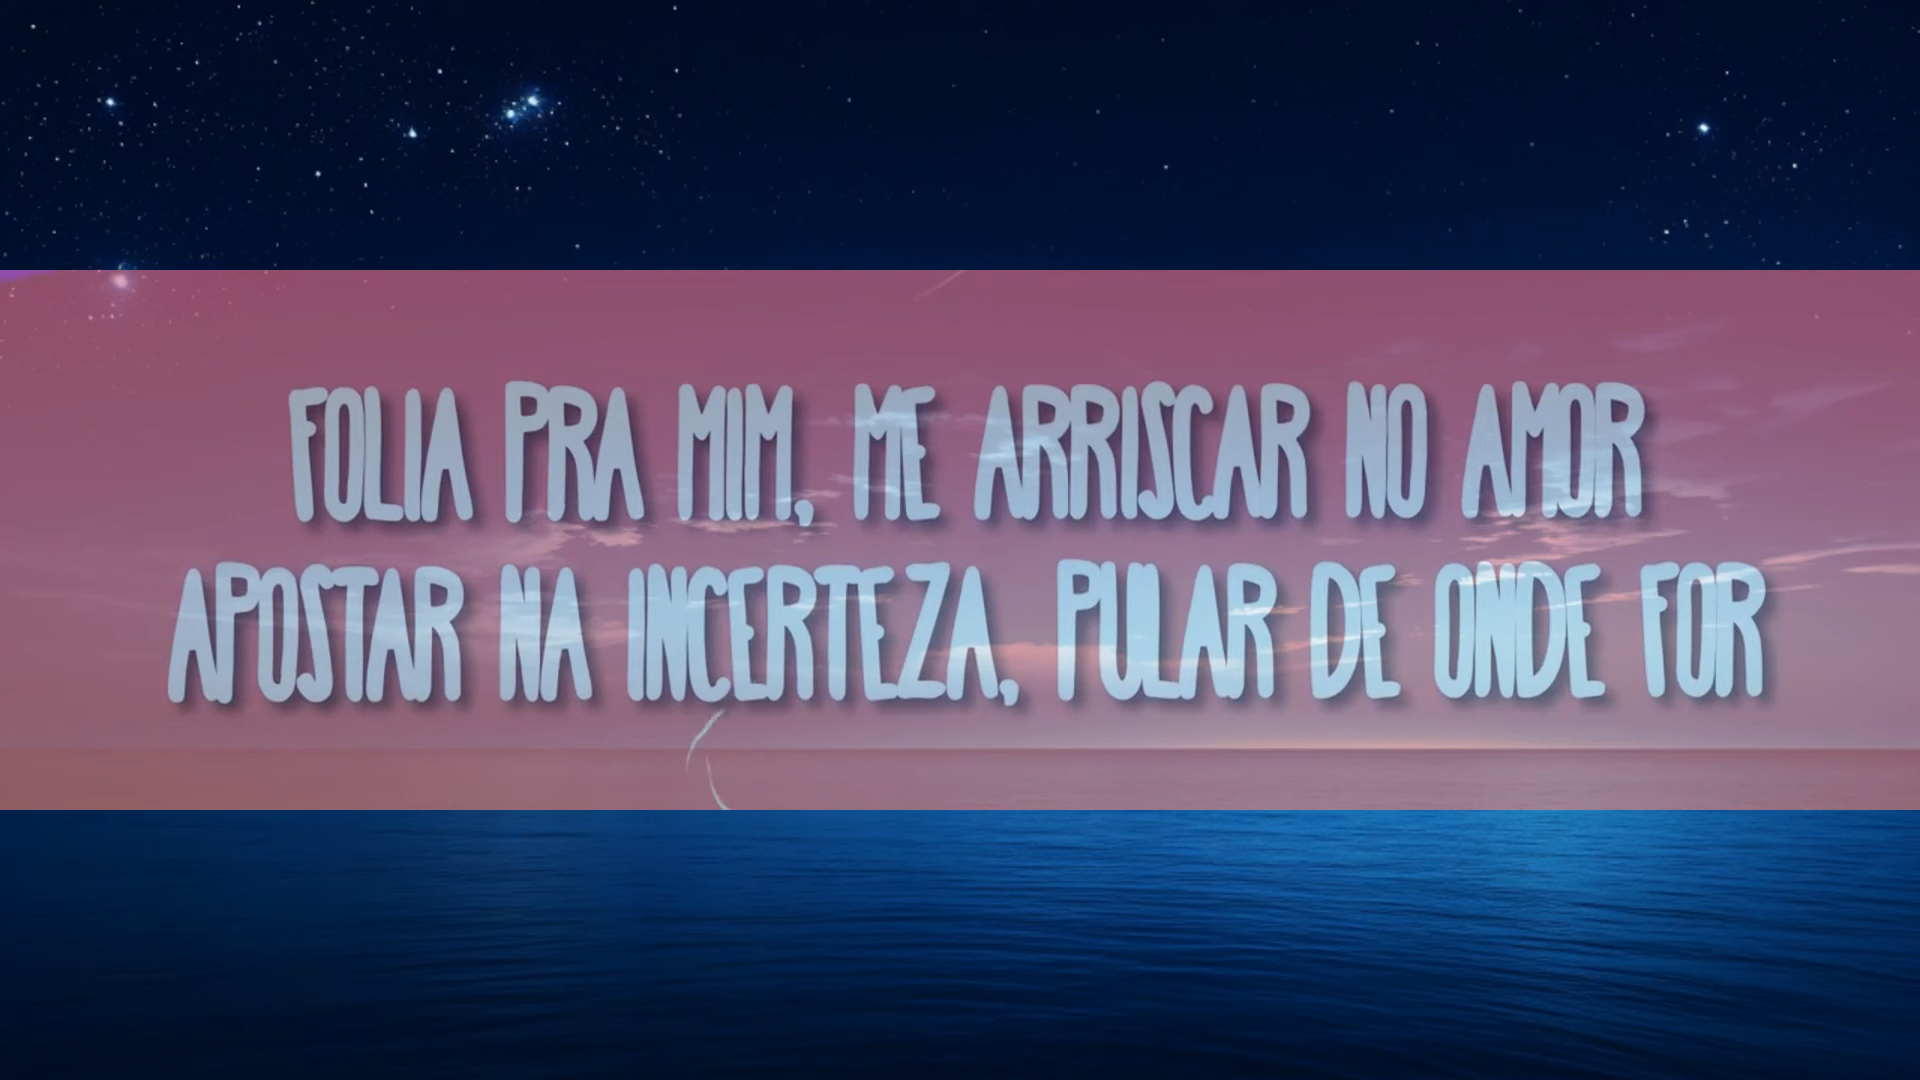 FOLIA PRA MIM, ME ARRISCAR NO AMOR
APOSTAR NA INCERTEZA, PULAR DE ONDE FOR